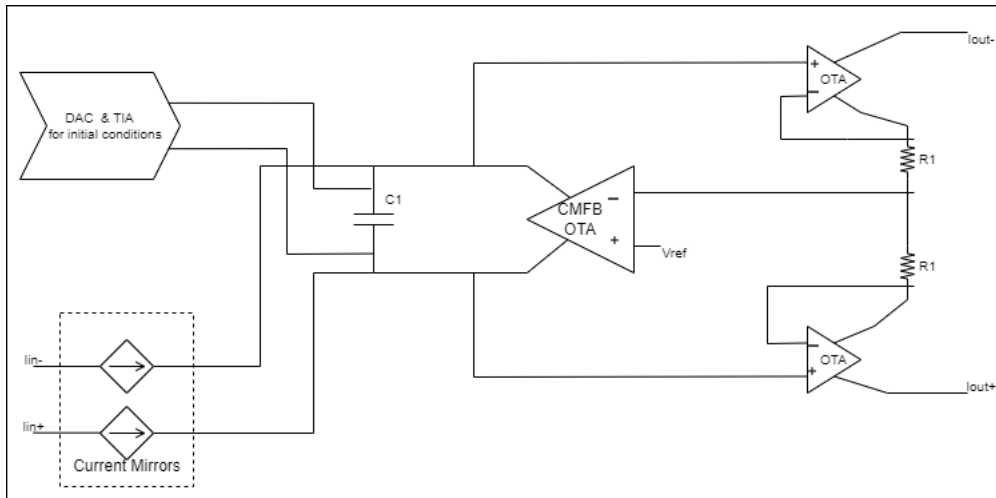 Iout-
+
OTA
−
DAC & TIA
for initial conditions
R1
C1
CMFB
−
OTA
+
Vref
R1
−
OTA
+
Iin-
Iout+
Iin+
Current Mirrors